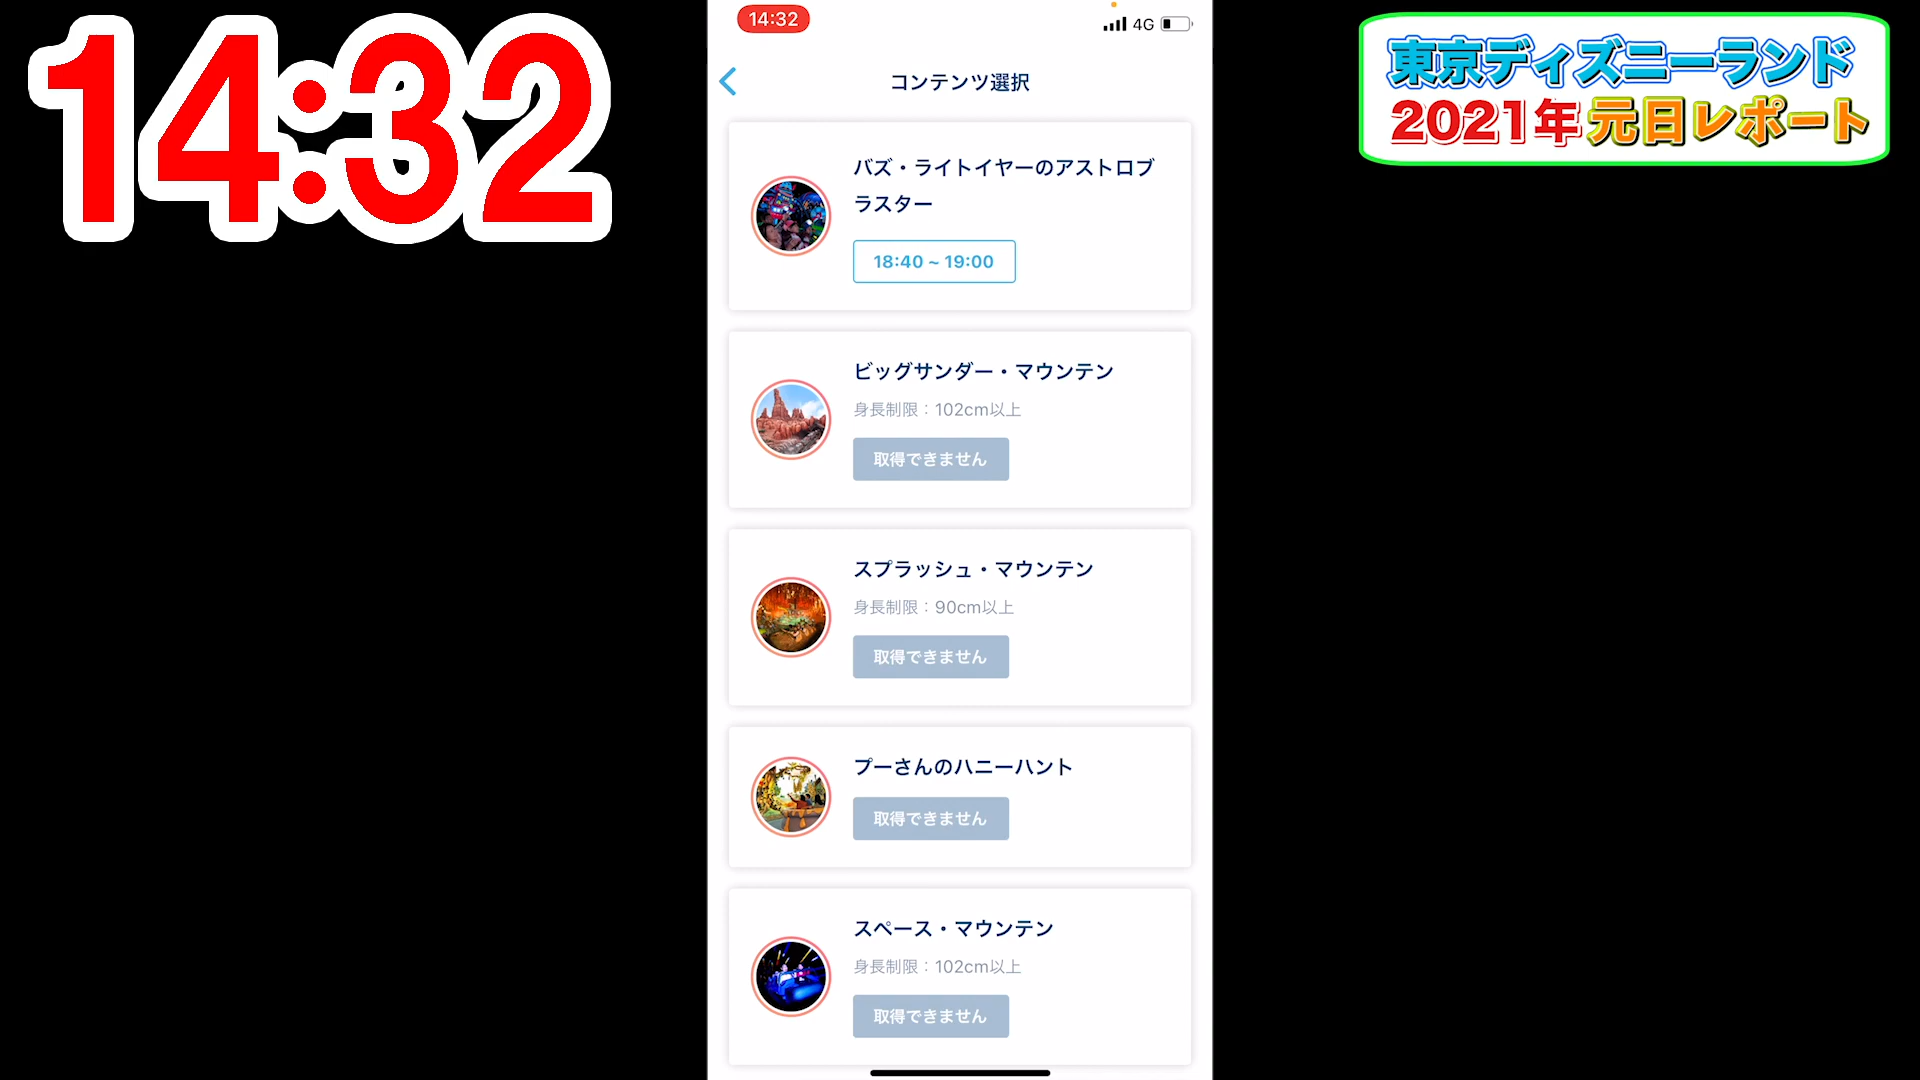 14:32
東京ディズニーランド
2021年元日レポート
14:32
4G
コンテンツ選択
バズ・ライトイヤーのアストロブ
ラスター
18:40 ~ 19:00
ビッグサンダー・マウンテン
身長制限：102cm以上
取得できません
スプラッシュ・マウンテン
身長制限：90cm以上
取得できません
プーさんのハニーハント
取得できません
スペース・マウンテン
身長制限：102cm以上
取得できません